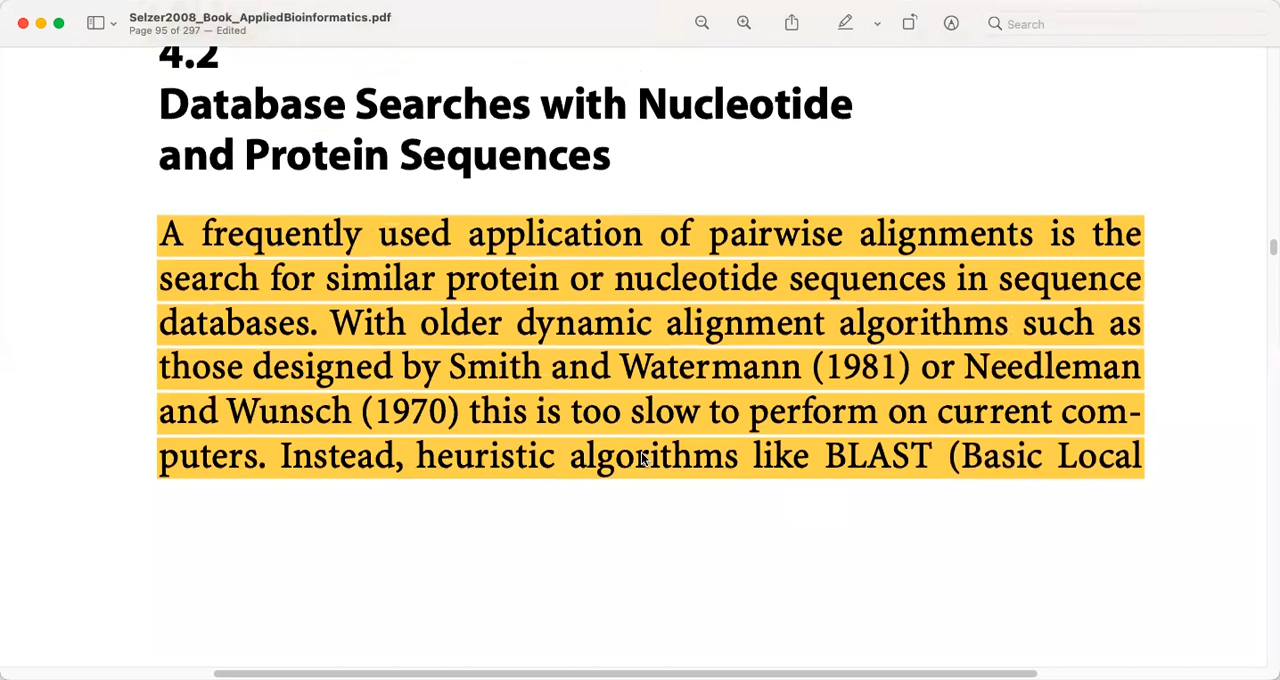 Selzer2008_Book_AppliedBioinformatics.pdf
Page 95 of 297 — Edited
Search
4.2
Database Searches with Nucleotide
and Protein Sequences
A frequently used application of pairwise alignments is the
search for similar protein or nucleotide sequences in sequence
databases. With older dynamic alignment algorithms such as
those designed by Smith and Watermann (1981) or Needleman
and Wunsch (1970) this is too slow to perform on current com-
puters. Instead, heuristic algorithms like BLAST (Basic Local